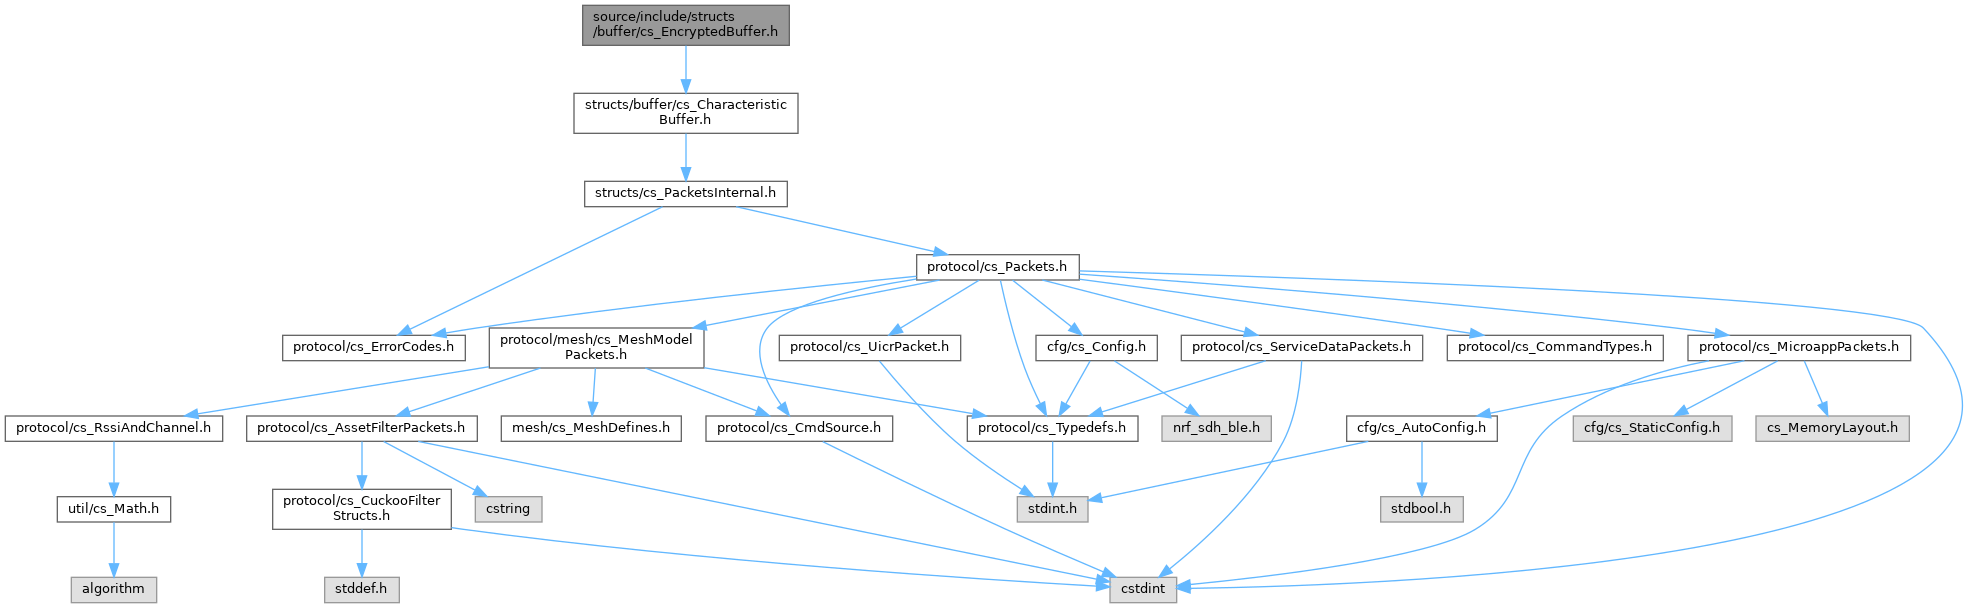 source/include/structs
/buffer/cs_EncryptedBuffer.h
structs/buffer/cs_Characteristic
Buffer.h
structs/cs_PacketsInternal.h
protocol/cs_Packets.h
protocol/cs_ErrorCodes.h
protocol/mesh/cs_MeshModel
Packets.h
protocol/cs_UicrPacket.h
cfg/cs_Config.h
protocol/cs_ServiceDataPackets.h
protocol/cs_CommandTypes.h
protocol/cs_MicroappPackets.h
protocol/cs_RssiAndChannel.h
protocol/cs_AssetFilterPackets.h
mesh/cs_MeshDefines.h
protocol/cs_CmdSource.h
protocol/cs_Typedefs.h
nrf_sdh_ble.h
cfg/cs_AutoConfig.h
cfg/cs_StaticConfig.h
cs_MemoryLayout.h
util/cs_Math.h
protocol/cs_CuckooFilter
Structs.h
cstring
stdint.h
stdbool.h
algorithm
stddef.h
cstdint